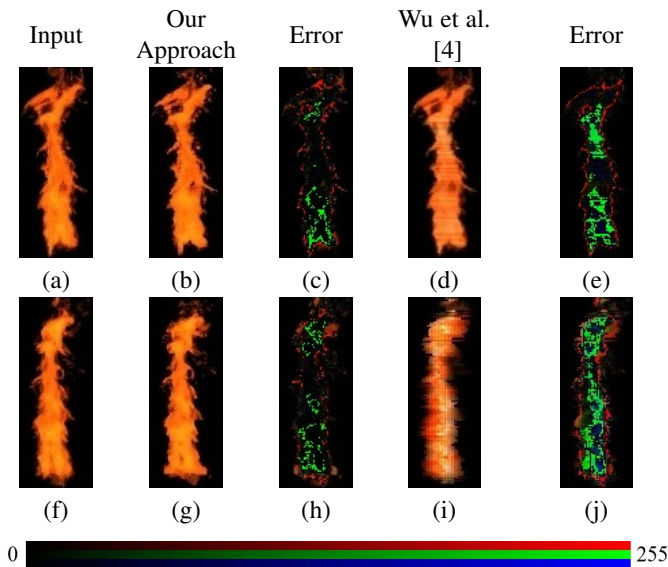 Input
Our
Approach
Error
Wu et al.
[4]
Error
(a)
(b)
(c)
(d)
(e)
(f)
(g)
(h)
(i)
(j)
0
255